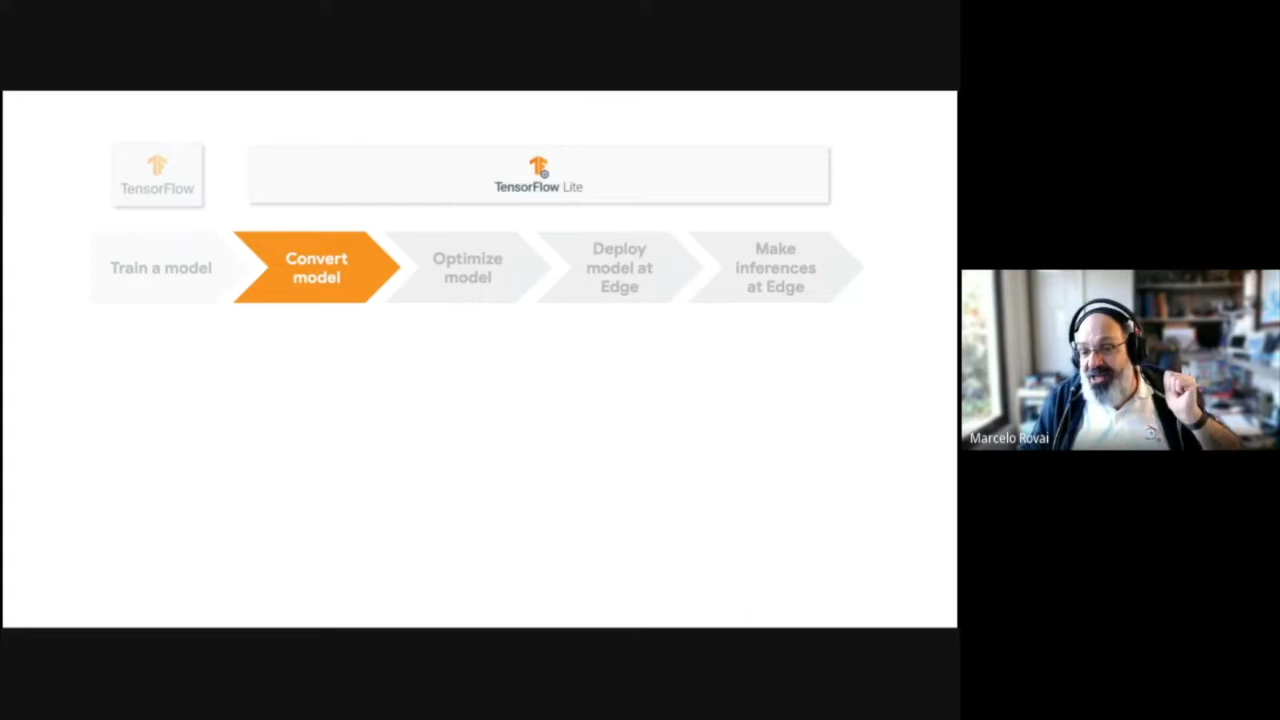 TensorFlow
TensorFlow Lite
Train a model
Convert
model
Optimize
model
Deploy
model at
Edge
Make
inferences
at Edge
Marcelo Rovai